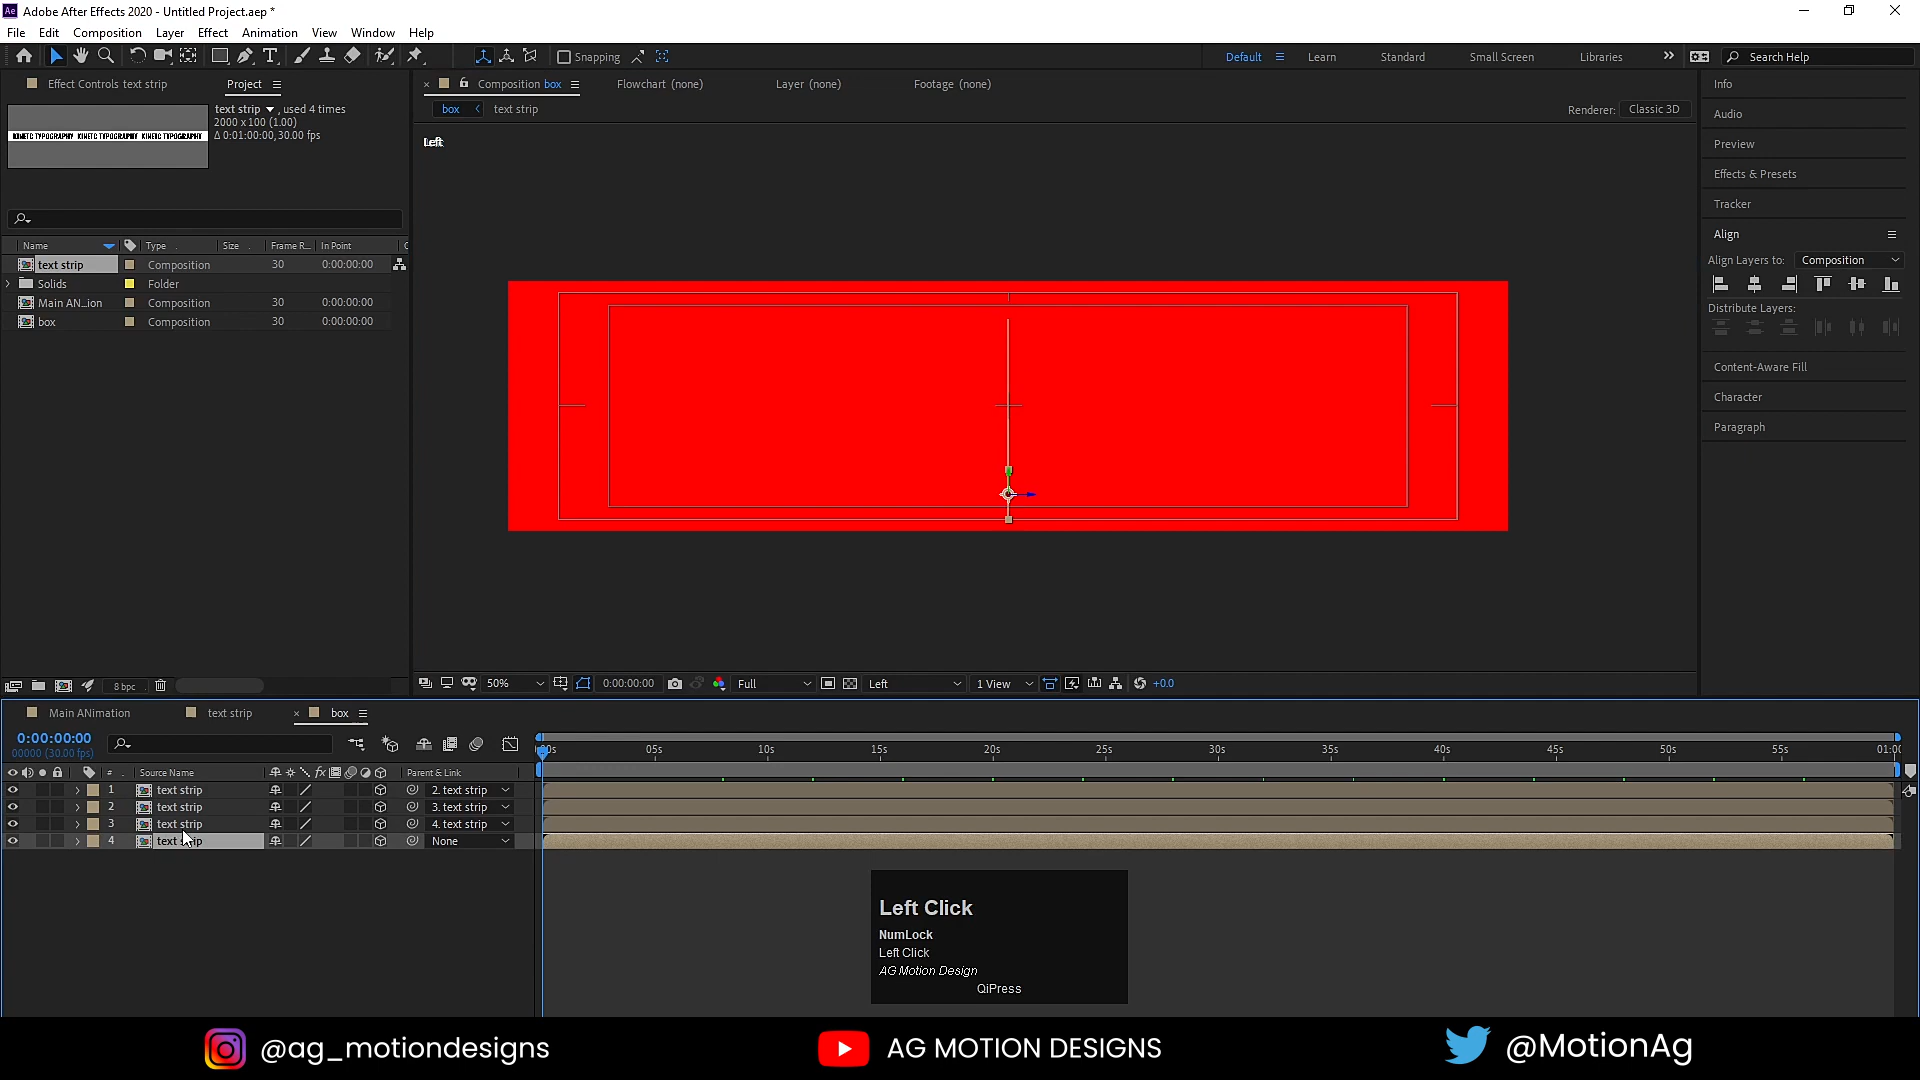 Adobe After Effects 2020 - Untitled Project.aep *
File Edit Composition Layer Effect Animation View Window Help
Snapping
Default Learn Standard Small Screen Libraries Search Help
Effect Controls text strip Project
text strip , used 4 times
2000 x 100 (1.00)
Δ 0:01:00:00, 30.00 fps
KINETC TYPOGRAPHY KINETC TYPOGRAPHY KINETC TYPOGRAPHY
Name Type Size Frame R... In Point
text strip Composition 30 0:00:00:00
Solids Folder
Main AN...ion Composition 30 0:00:00:00
box Composition 30 0:00:00:00
8 bpc
Composition box Flowchart (none) Layer (none) Footage (none)
box text strip
Renderer: Classic 3D
Left
50% 0:00:00:00 Full Left 1 View +0.0
Info
Audio
Preview
Effects & Presets
Tracker
Align
Align Layers to: Composition
Distribute Layers:
Content-Aware Fill
Character
Paragraph
Main ANimation text strip box
0:00:00:00
00000 (30.00 fps)
05s 10s 15s 20s 25s 30s 35s 40s 45s 50s 55s
# Source Name fx Parent & Link
1 text strip 2. text strip
2 text strip 3. text strip
3 text strip 4. text strip
4 text strip None
Left Click
NumLock
Left Click
AG Motion Design
QiPress
@ag_motiondesigns AG MOTION DESIGNS @MotionAg